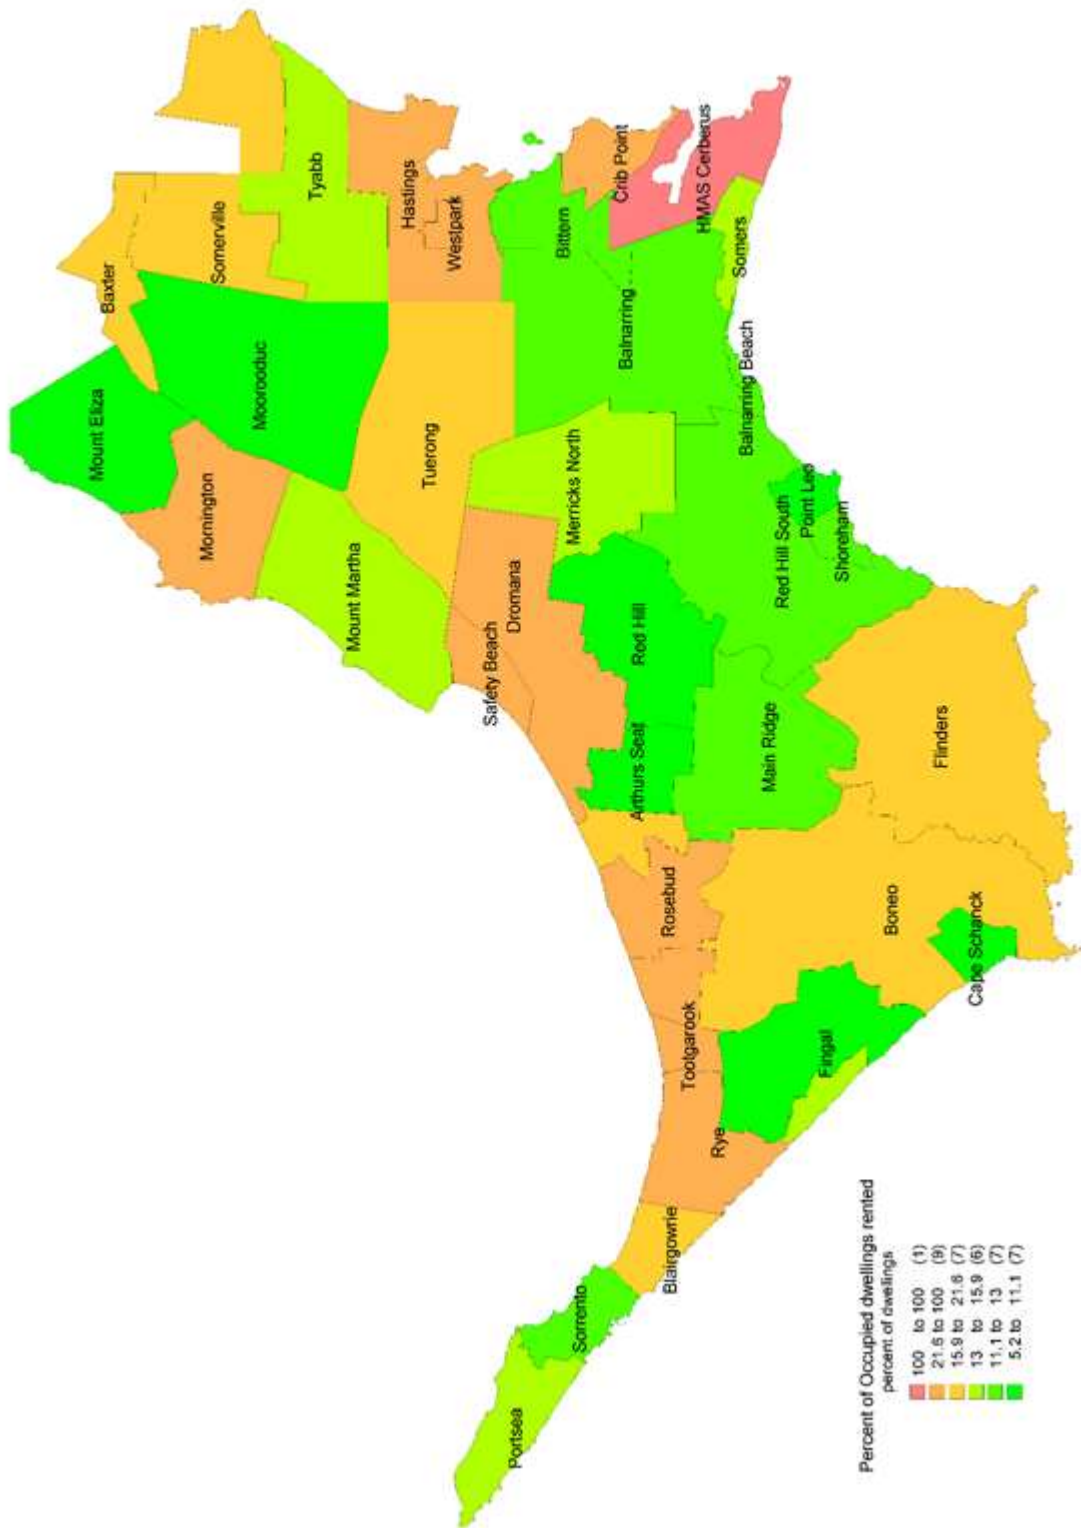 Mount Eliza
Baxter
Somerville
Tyabb
Moorooduc
Mornington
Mount Martha
Tuerong
Hastings
Westpark
Bittern
Crib Point
HMAS Cerberus
Somers
Balnarring
Balnarring Beach
Merricks North
Dromana
Safety Beach
Red Hill
Arthurs Seat
Red Hill South
Point Leo
Shoreham
Main Ridge
Flinders
Rosebud
Boneo
Cape Schanck
Tootgarook
Fingal
Rye
Blairgowrie
Sorrento
Portsea
Percent of Occupied dwellings rented
percent of dwellings
100 to 100 (1)
21.6 to 100 (9)
15.9 to 21.6 (7)
13 to 15.9 (6)
11.1 to 13 (7)
5.2 to 11.1 (7)